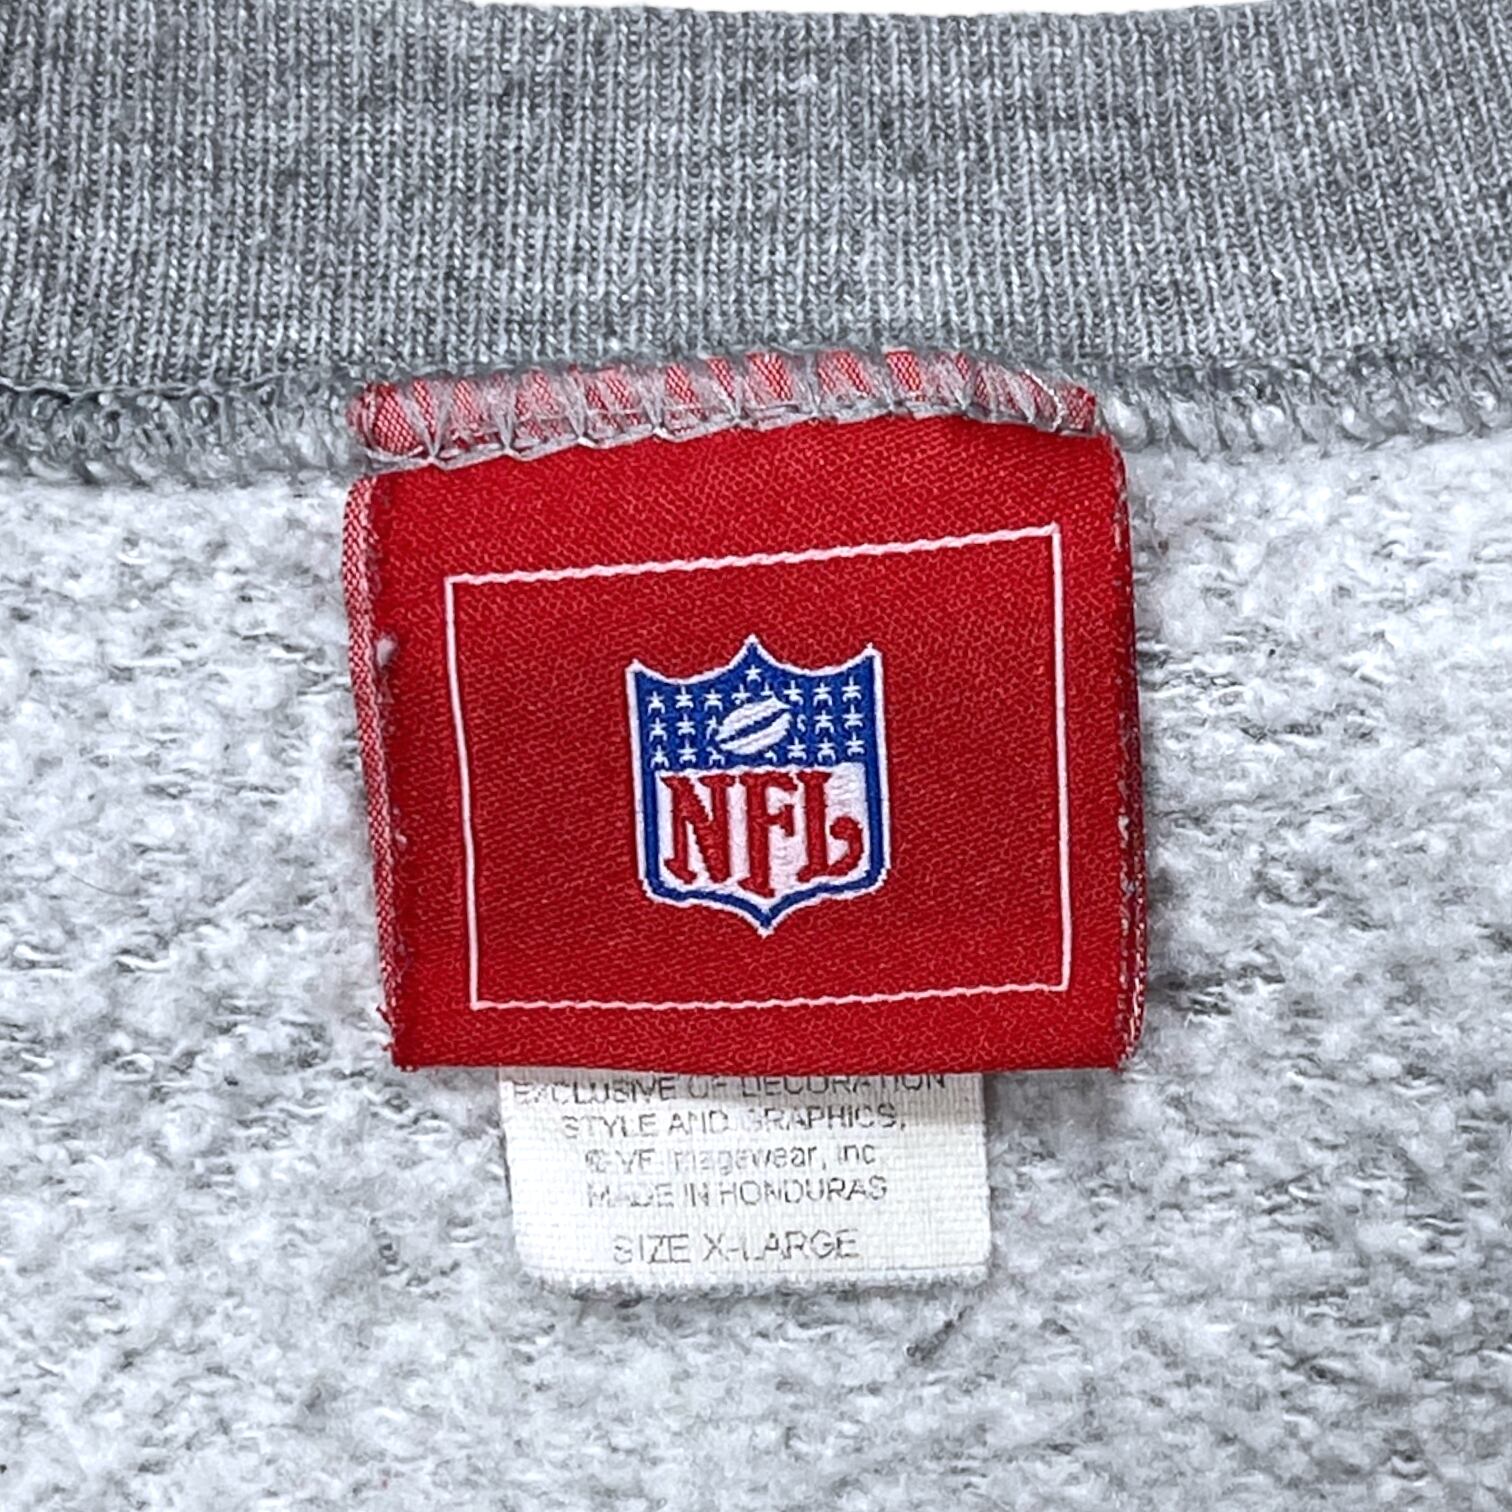 NFL
EXCLUSIVE OF DECORATION
STYLE AND GRAPHICS,
© VF Imagewear, Inc.
MADE IN HONDURAS
SIZE X-LARGE